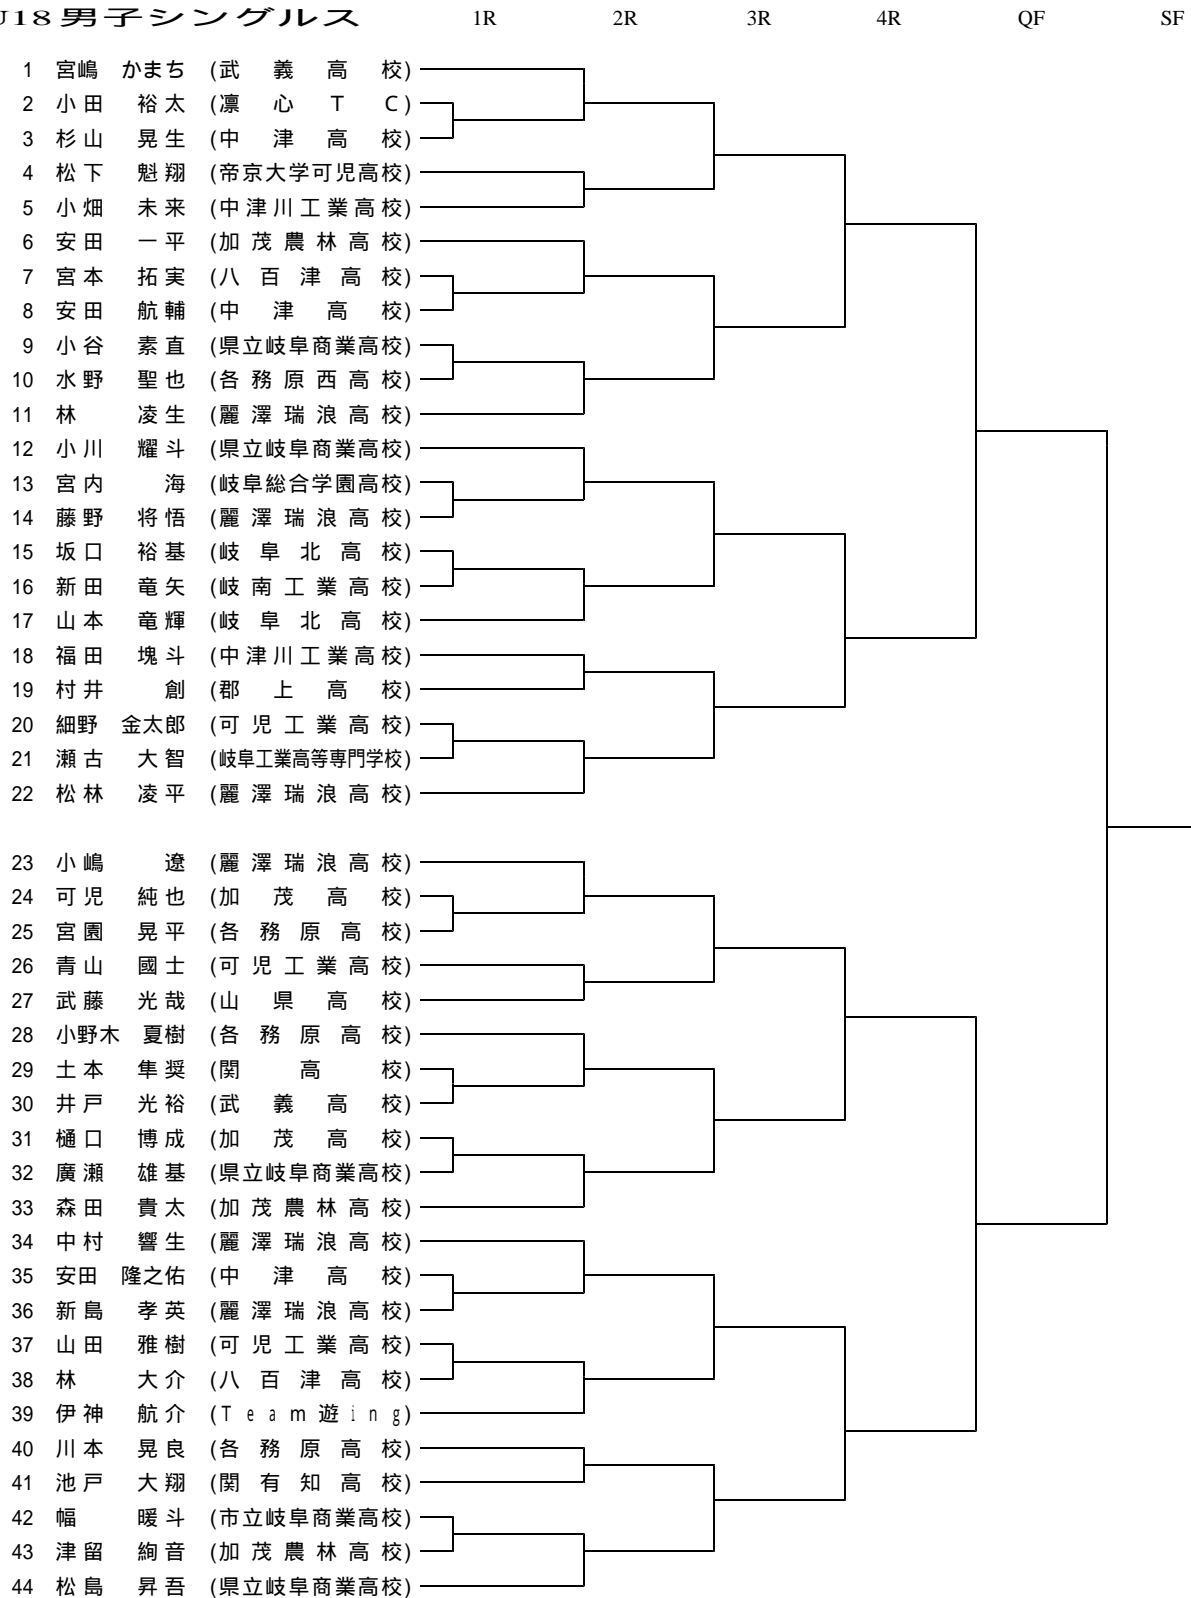 U18男子シングルス 1R 2R 3R 4R QF SF
1 宮嶋 かまち (武義高校)
2 小田 裕太 (凛心TC)
3 杉山 晃生 (中津高校)
4 松下 魁翔 (帝京大学可児高校)
5 小畑 未来 (中津川工業高校)
6 安田 一平 (加茂農林高校)
7 宮本 拓実 (八百津高校)
8 安田 航輔 (中津高校)
9 小谷 素直 (県立岐阜商業高校)
10 水野 聖也 (各務原西高校)
11 林 凌生 (麗澤瑞浪高校)
12 小川 耀斗 (県立岐阜商業高校)
13 宮内 海 (岐阜総合学園高校)
14 藤野 将悟 (麗澤瑞浪高校)
15 坂口 裕基 (岐阜北高校)
16 新田 竜矢 (岐南工業高校)
17 山本 竜輝 (岐阜北高校)
18 福田 塊斗 (中津川工業高校)
19 村井 創 (郡上高校)
20 細野 金太郎 (可児工業高校)
21 瀬古 大智 (岐阜工業高等専門学校)
22 松林 凌平 (麗澤瑞浪高校)
23 小嶋 遼 (麗澤瑞浪高校)
24 可児 純也 (加茂高校)
25 宮園 晃平 (各務原高校)
26 青山 國士 (可児工業高校)
27 武藤 光哉 (山県高校)
28 小野木 夏樹 (各務原高校)
29 土本 隼奨 (関高校)
30 井戸 光裕 (武義高校)
31 樋口 博成 (加茂高校)
32 廣瀬 雄基 (県立岐阜商業高校)
33 森田 貴太 (加茂農林高校)
34 中村 響生 (麗澤瑞浪高校)
35 安田 隆之佑 (中津高校)
36 新島 孝英 (麗澤瑞浪高校)
37 山田 雅樹 (可児工業高校)
38 林 大介 (八百津高校)
39 伊神 航介 (Team遊ing)
40 川本 晃良 (各務原高校)
41 池戸 大翔 (関有知高校)
42 幅 暖斗 (市立岐阜商業高校)
43 津留 絢音 (加茂農林高校)
44 松島 昇吾 (県立岐阜商業高校)